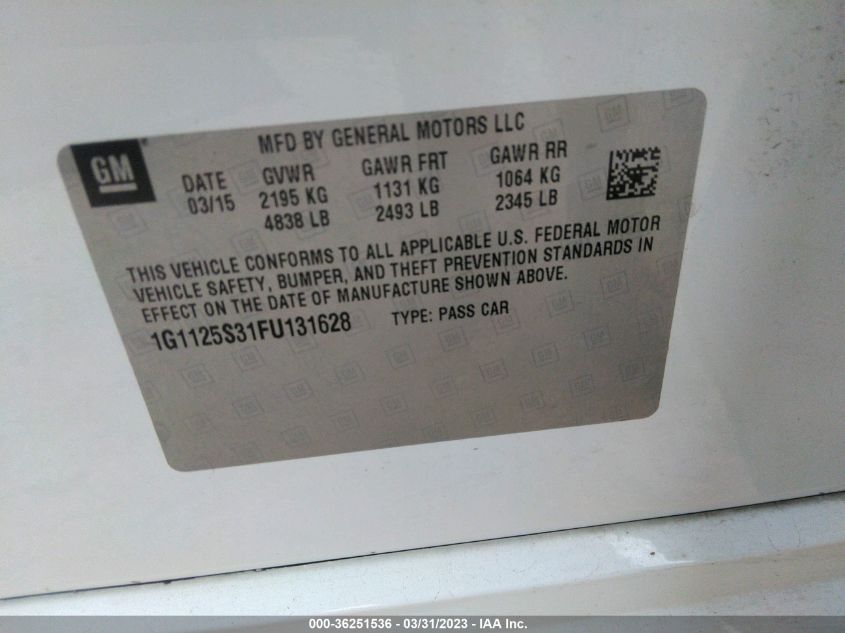 GM
MFD BY GENERAL MOTORS LLC
DATE GVWR GAWR FRT GAWR RR
03/15 2195 KG 1131 KG 1064 KG
4838 LB 2493 LB 2345 LB
THIS VEHICLE CONFORMS TO ALL APPLICABLE U.S. FEDERAL MOTOR
VEHICLE SAFETY, BUMPER, AND THEFT PREVENTION STANDARDS IN
EFFECT ON THE DATE OF MANUFACTURE SHOWN ABOVE.
1G1125S31FU131628 TYPE: PASS CAR
000-36251536 - 03/31/2023 - IAA Inc.